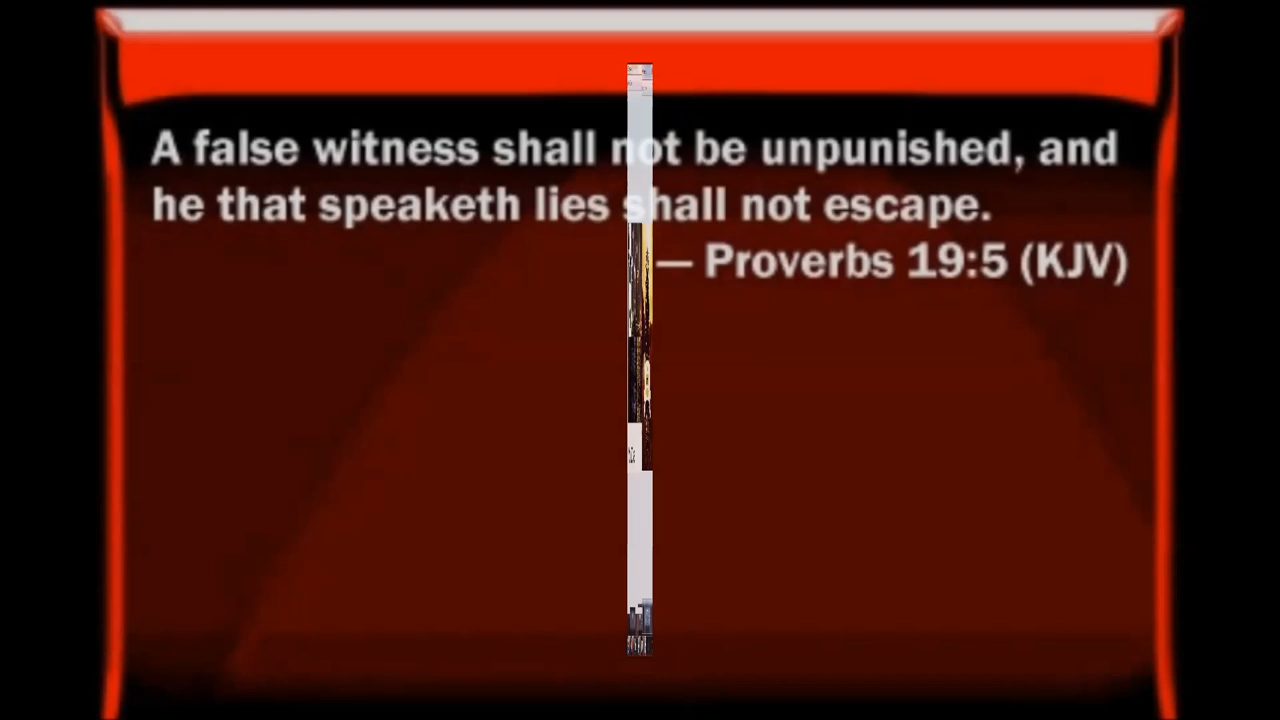 A false witness shall not be unpunished, and
he that speaketh lies shall not escape.
— Proverbs 19:5 (KJV)